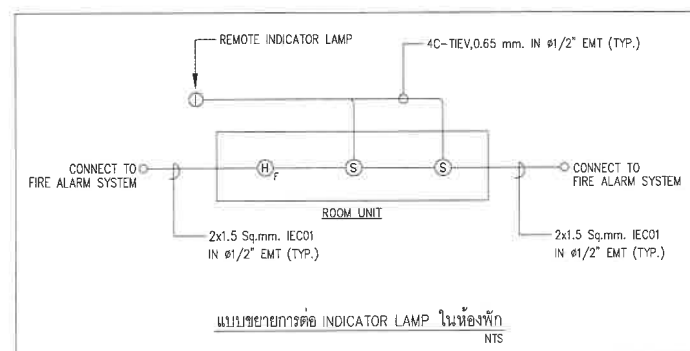 REMOTE INDICATOR LAMP
4C-TIEV,0.65 mm. IN ø1/2" EMT (TYP.)
CONNECT TO
FIRE ALARM SYSTEM
H
F
S
S
CONNECT TO
FIRE ALARM SYSTEM
ROOM UNIT
2x1.5 Sq.mm. IEC01
IN ø1/2" EMT (TYP.)
2x1.5 Sq.mm. IEC01
IN ø1/2" EMT (TYP.)
แบบขยายการต่อ INDICATOR LAMP ในห้องพัก
NTS